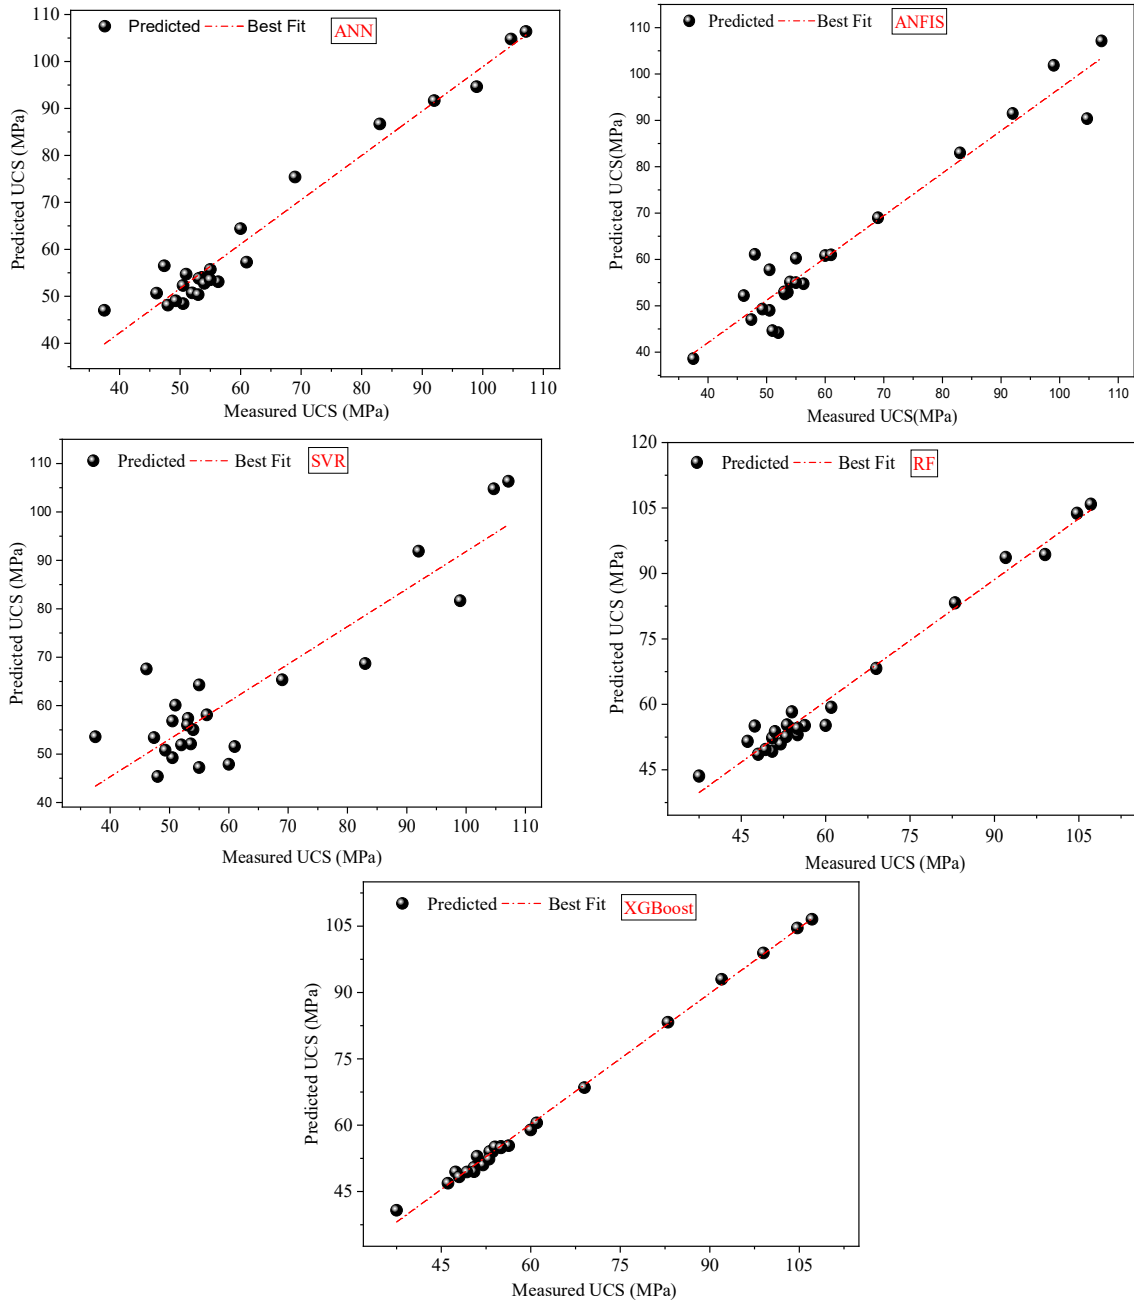 Predicted Best Fit ANN
110
100
90
80
70
60
50
40
Predicted UCS (MPa)
40 50 60 70 80 90 100 110
Measured UCS (MPa)
Predicted Best Fit ANFIS
110
100
90
80
70
60
50
40
Predicted UCS(MPa)
40 50 60 70 80 90 100 110
Measured UCS(MPa)
Predicted Best Fit SVR
110
100
90
80
70
60
50
40
Predicted UCS (MPa)
40 50 60 70 80 90 100 110
Measured UCS (MPa)
Predicted Best Fit RF
120
105
90
75
60
45
Predicted UCS (MPa)
45 60 75 90 105
Measured UCS (MPa)
Predicted Best Fit XGBoost
105
90
75
60
45
Predicted UCS (MPa)
45 60 75 90 105
Measured UCS (MPa)